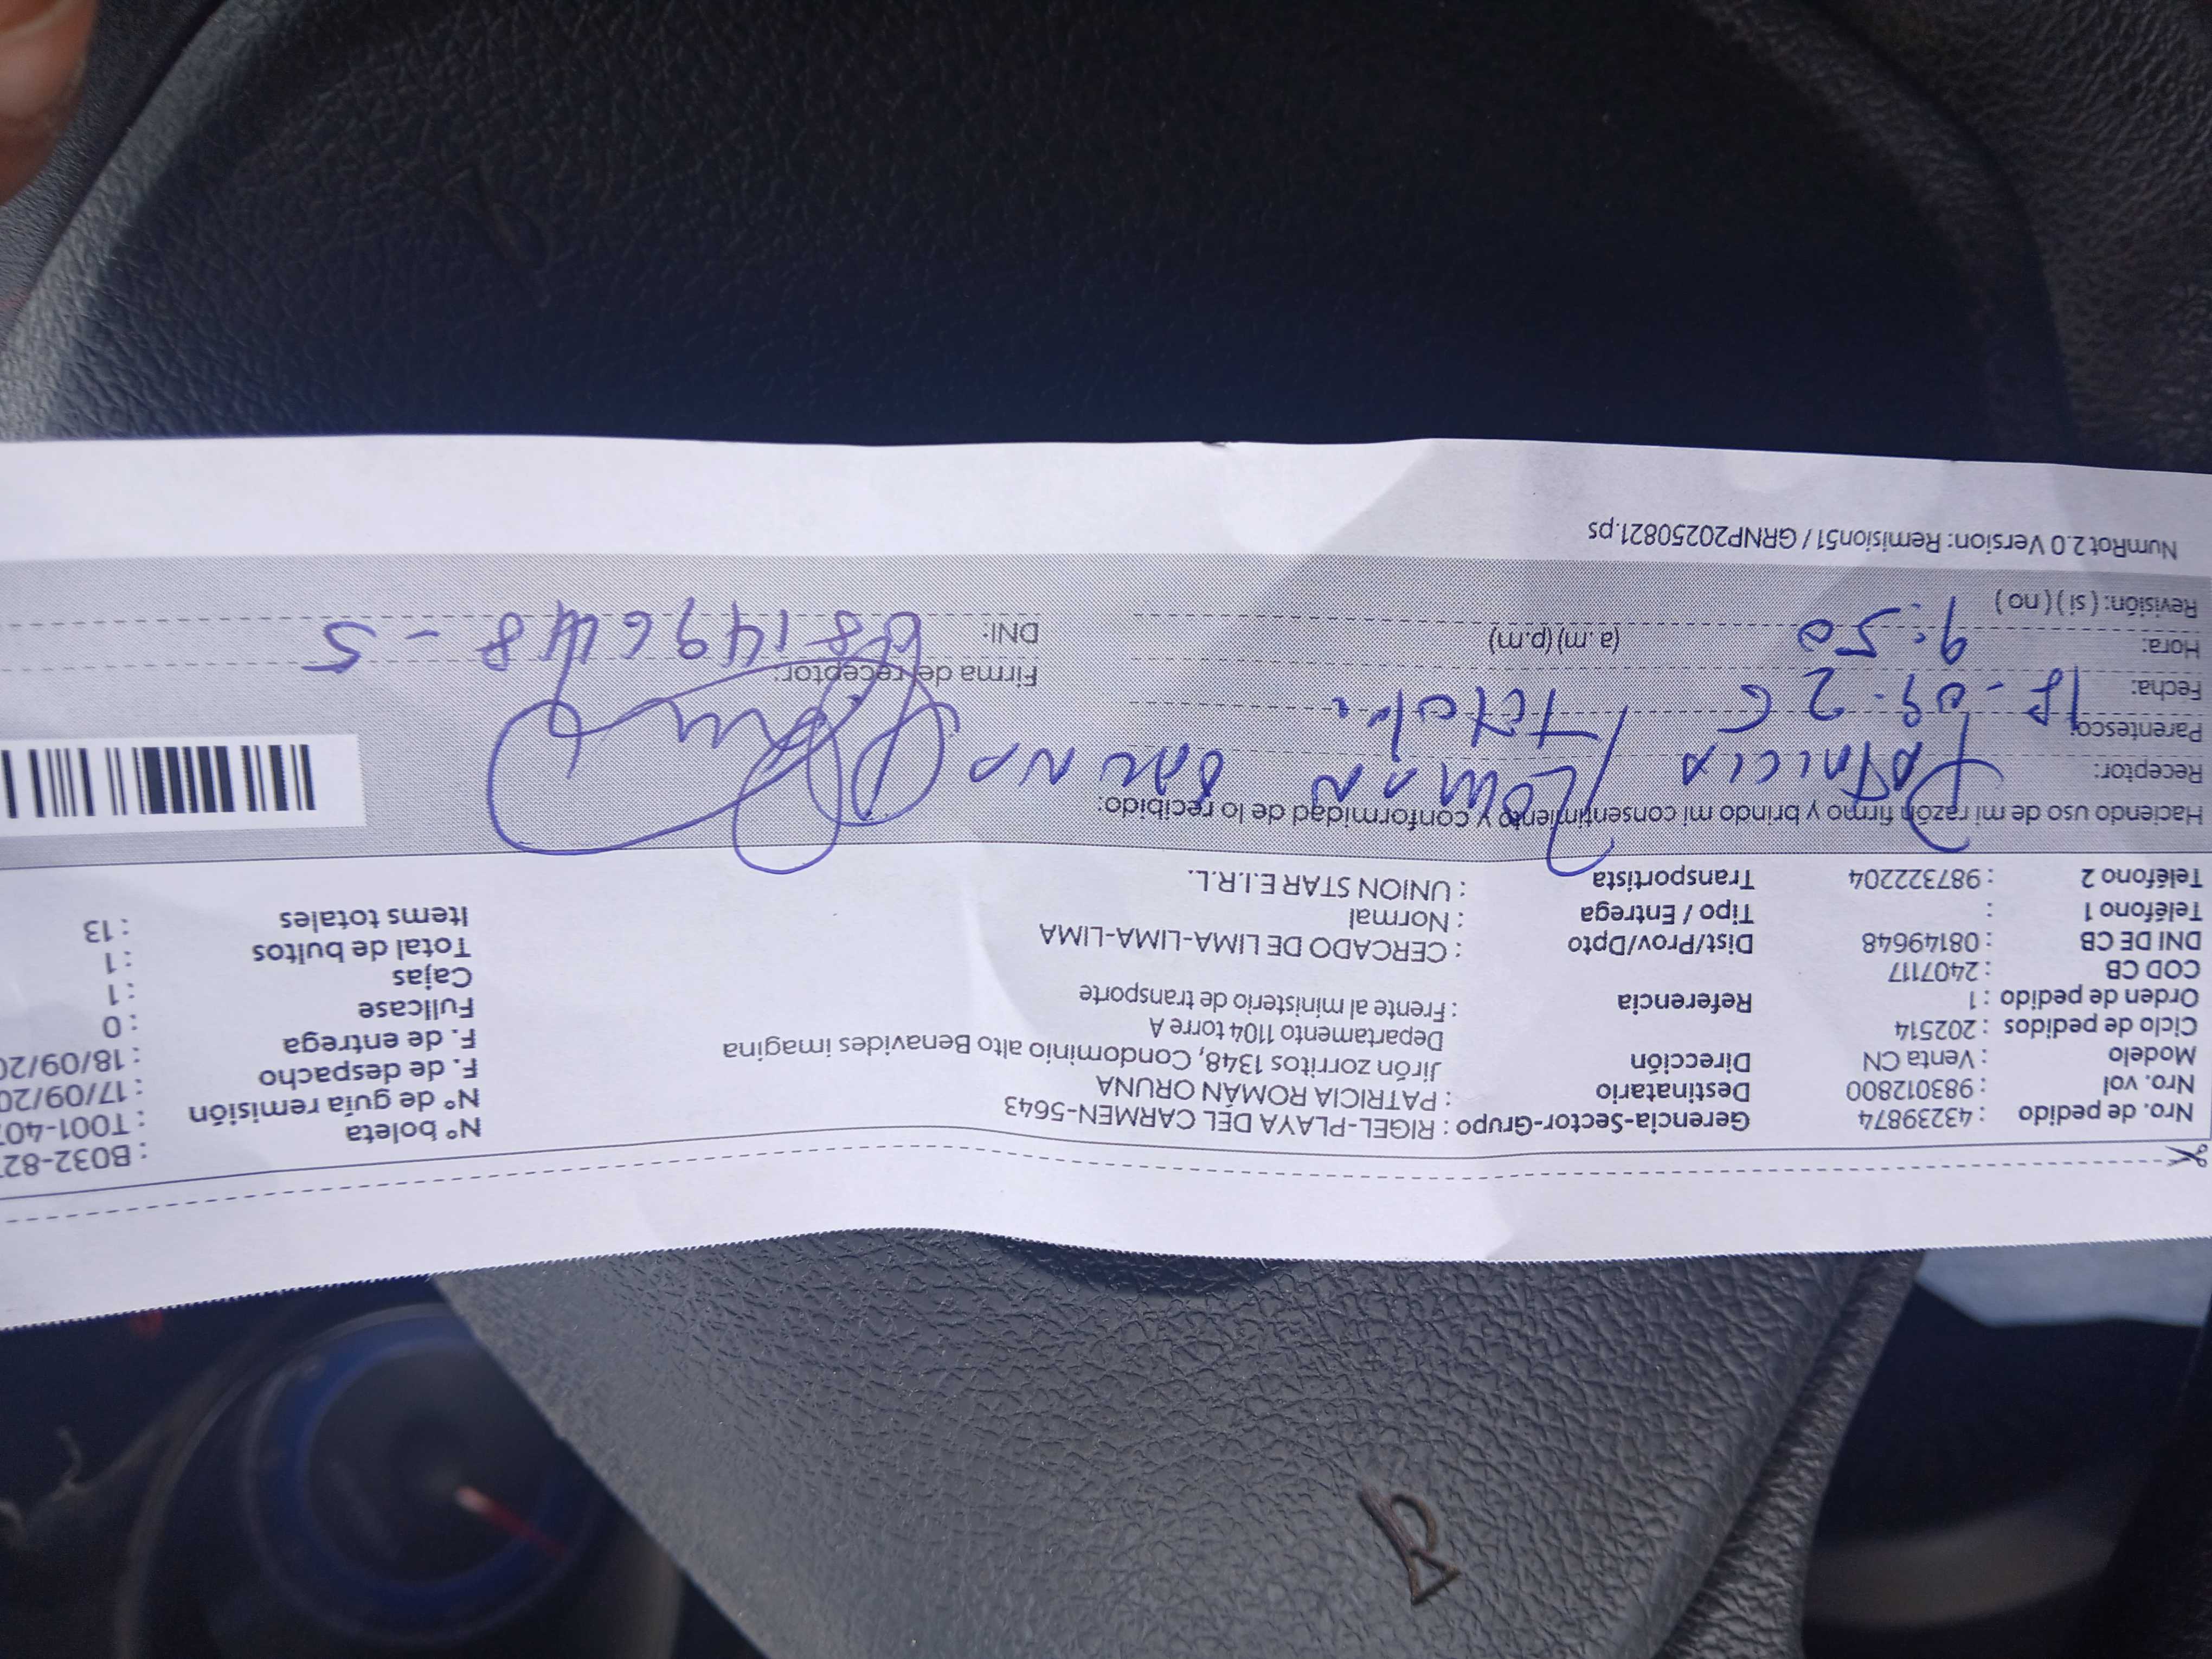 Nro. de pedido : 43239874 Gerencia-Sector-Grupo : RIGEL-PLAYA DEL CARMEN-5643 N° boleta : B032-82
Nro. vol : 983012800 Destinatario : PATRICIA ROMÁN ORUNA N° de guía remisión : T001-407
Modelo : Venta CN Dirección Jirón zorritos 1348, Condominio alto Benavides imagina F. de despacho : 17/09/20
Ciclo de pedidos : 202514 Departamento 1104 torre A F. de entrega : 18/09/20
Orden de pedido : 1 Referencia : Frente al ministerio de transporte Fullcase : 0
COD CB : 2407117 Cajas : 1
DNI DE CB : 08149648 Dist/Prov/Dpto : CERCADO DE LIMA-LIMA-LIMA Total de bultos : 1
Teléfono 1 : Tipo / Entrega : Normal Items totales : 13
Teléfono 2 : 987322204 Transportista : UNION STAR E.I.R.L.
Haciendo uso de mi razón firmo y brindo mi consentimiento y conformidad de lo recibido:
Receptor: PATRICIA ROMAN
Parentesco:
Fecha: 18-09-
Firma de receptor:
Hora: 9:50 (a.m) (p.m) DNI: 08149648-5
Revisión: ( si ) ( no )
NumRot 2.0 Version: Remision51 / GRNP20250821.ps